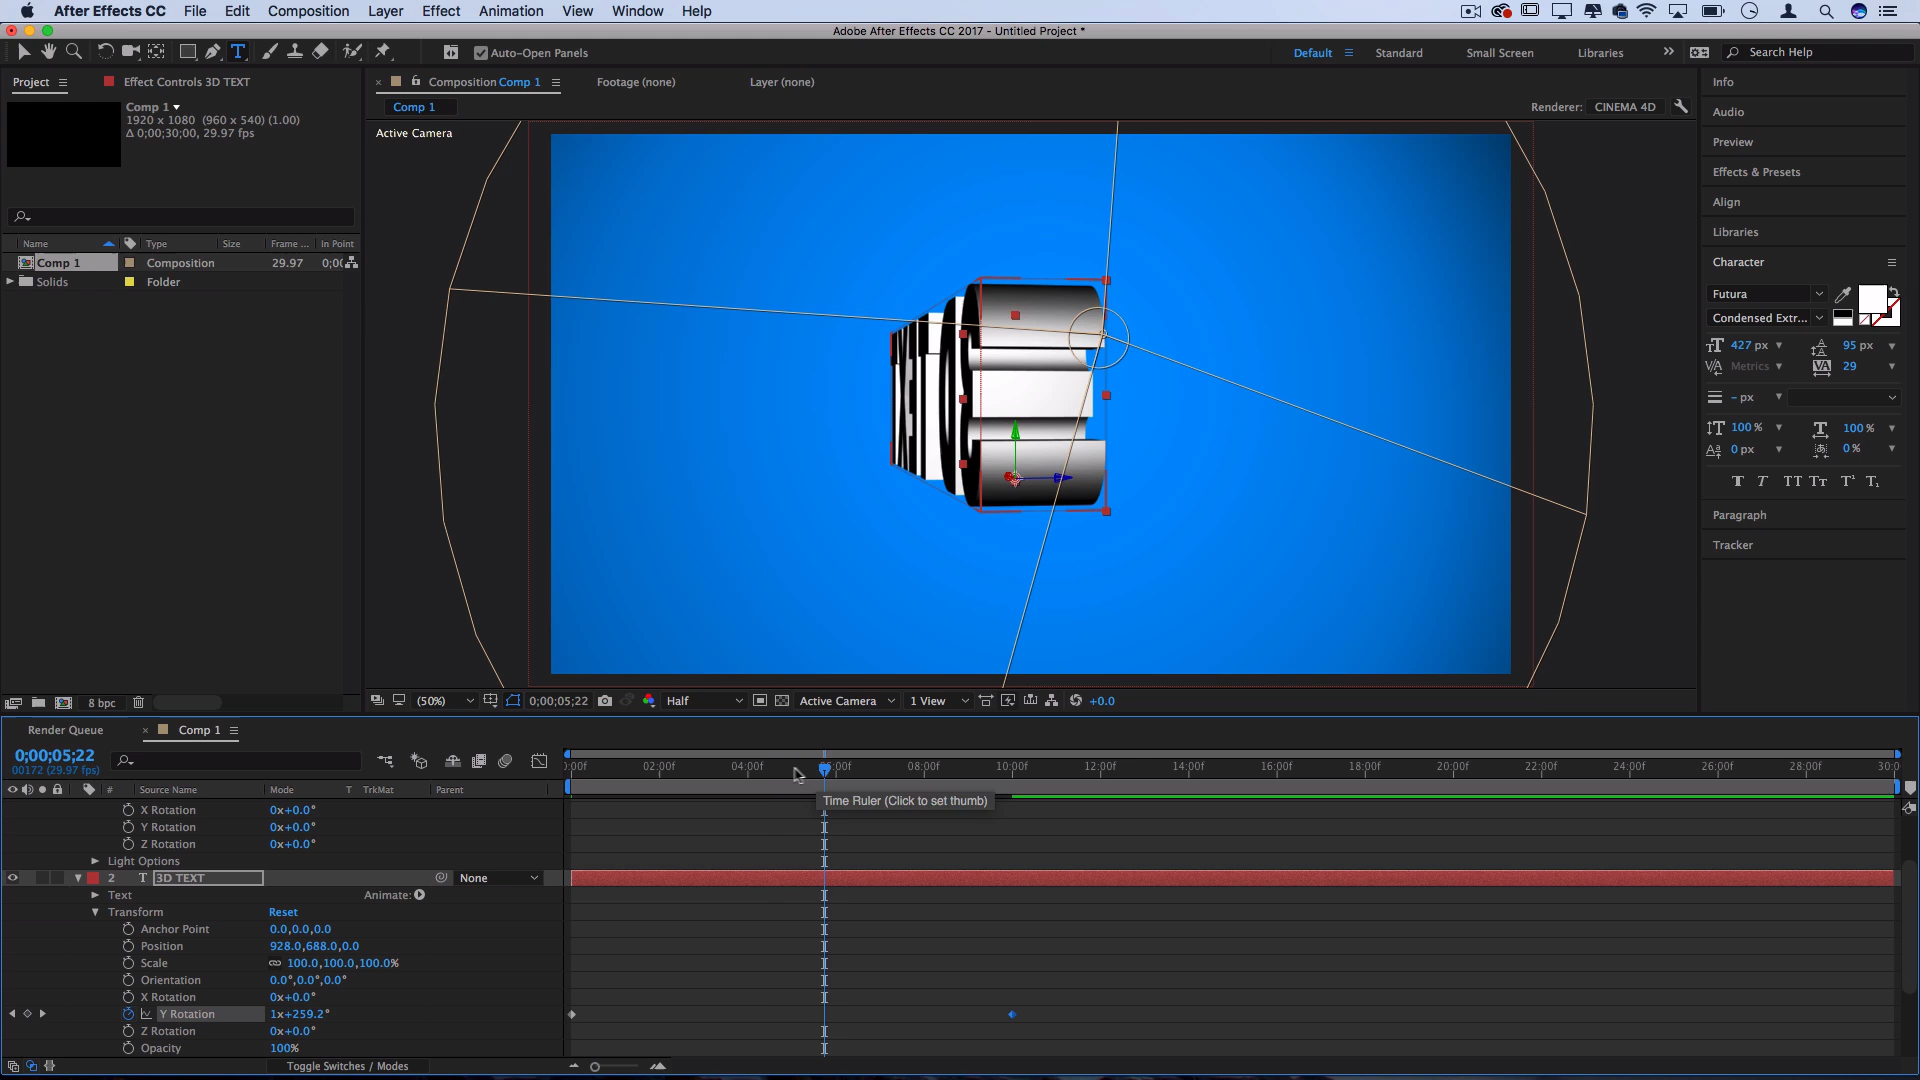 After Effects CC File Edit Composition Layer Effect Animation View Window Help
Adobe After Effects CC 2017 - Untitled Project *
Auto-Open Panels Default Standard Small Screen Libraries Search Help
Project Effect Controls 3D TEXT
Comp 1
1920 x 1080 (960 x 540) (1.00)
Δ 0;00;30;00, 29.97 fps
Name Type Size Frame ... In Point
Comp 1 Composition 29.97 0;00
Solids Folder
8 bpc
Composition Comp 1 Footage (none) Layer (none)
Comp 1 Renderer: CINEMA 4D
Active Camera
(50%) 0;00;05;22 Half Active Camera 1 View +0.0
Info
Audio
Preview
Effects & Presets
Align
Libraries
Character
Futura
Condensed Extr...
427 px 95 px
Metrics 29
- px
100 % 100 %
0 px 0 %
T T TT Tr T¹ T₁
Paragraph
Tracker
Render Queue Comp 1
0;00;05;22
00172 (29.97 fps)
# Source Name Mode T TrkMat Parent
:00f 02:00f 04:00f 06:00f 08:00f 10:00f 12:00f 14:00f 16:00f 18:00f 20:00f 22:00f 24:00f 26:00f 28:00f 30:0
Time Ruler (Click to set thumb)
X Rotation 0x+0.0°
Y Rotation 0x+0.0°
Z Rotation 0x+0.0°
Light Options
2 T 3D TEXT None
Text Animate:
Transform Reset
Anchor Point 0.0,0.0,0.0
Position 928.0,688.0,0.0
Scale 100.0,100.0,100.0%
Orientation 0.0°,0.0°,0.0°
X Rotation 0x+0.0°
Y Rotation 1x+259.2°
Z Rotation 0x+0.0°
Opacity 100%
Toggle Switches / Modes